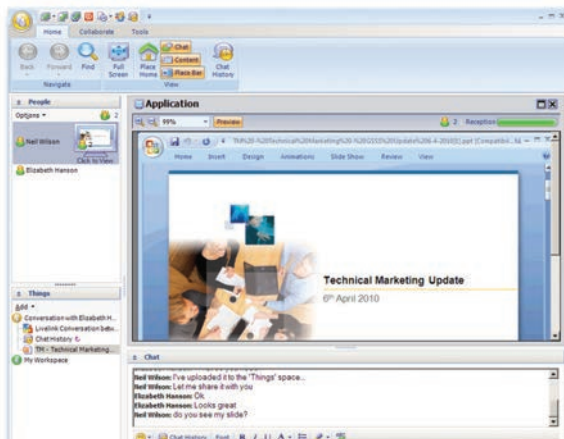 Home Collaborate Tools
Back Forward Find Full Screen Place Home Chat Content Place Bar Chat History
Navigate View
People
Options 2
Neil Wilson
2
Click to View
Elizabeth Hanson
Application
99% Preview 2 Reception
Home Insert Design Animations Slide Show Review View
Technical Marketing Update
6th April 2010
Things
Add
Conversation with Elizabeth H...
Livelink Conversation betw...
Chat History
TM - Technical Marketing...
My Workspace
Chat
Neil Wilson: I've uploaded it to the 'Things' space...
Neil Wilson: Let me share it with you
Elizabeth Hanson: Ok
Elizabeth Hanson: Looks great
Neil Wilson: do you see my slide?
Chat History Font B I U A